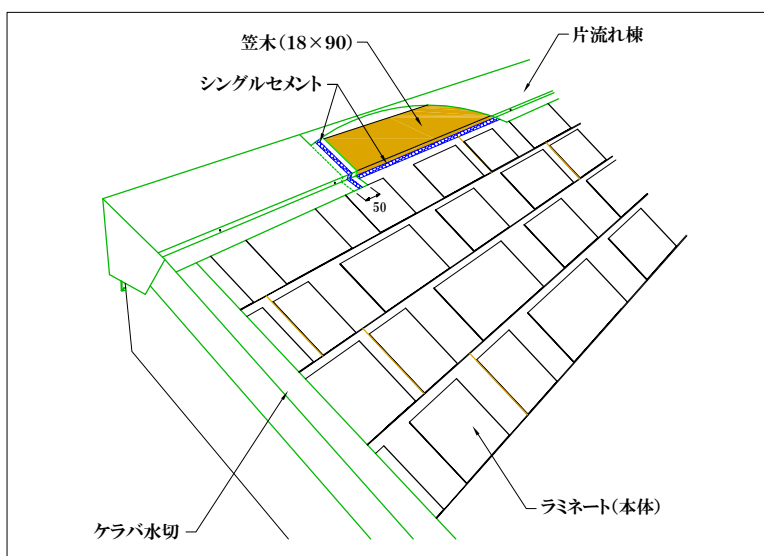 片流れ棟
笠木(18×90)
シングルセメント
50
ケラバ水切
ラミネート(本体)